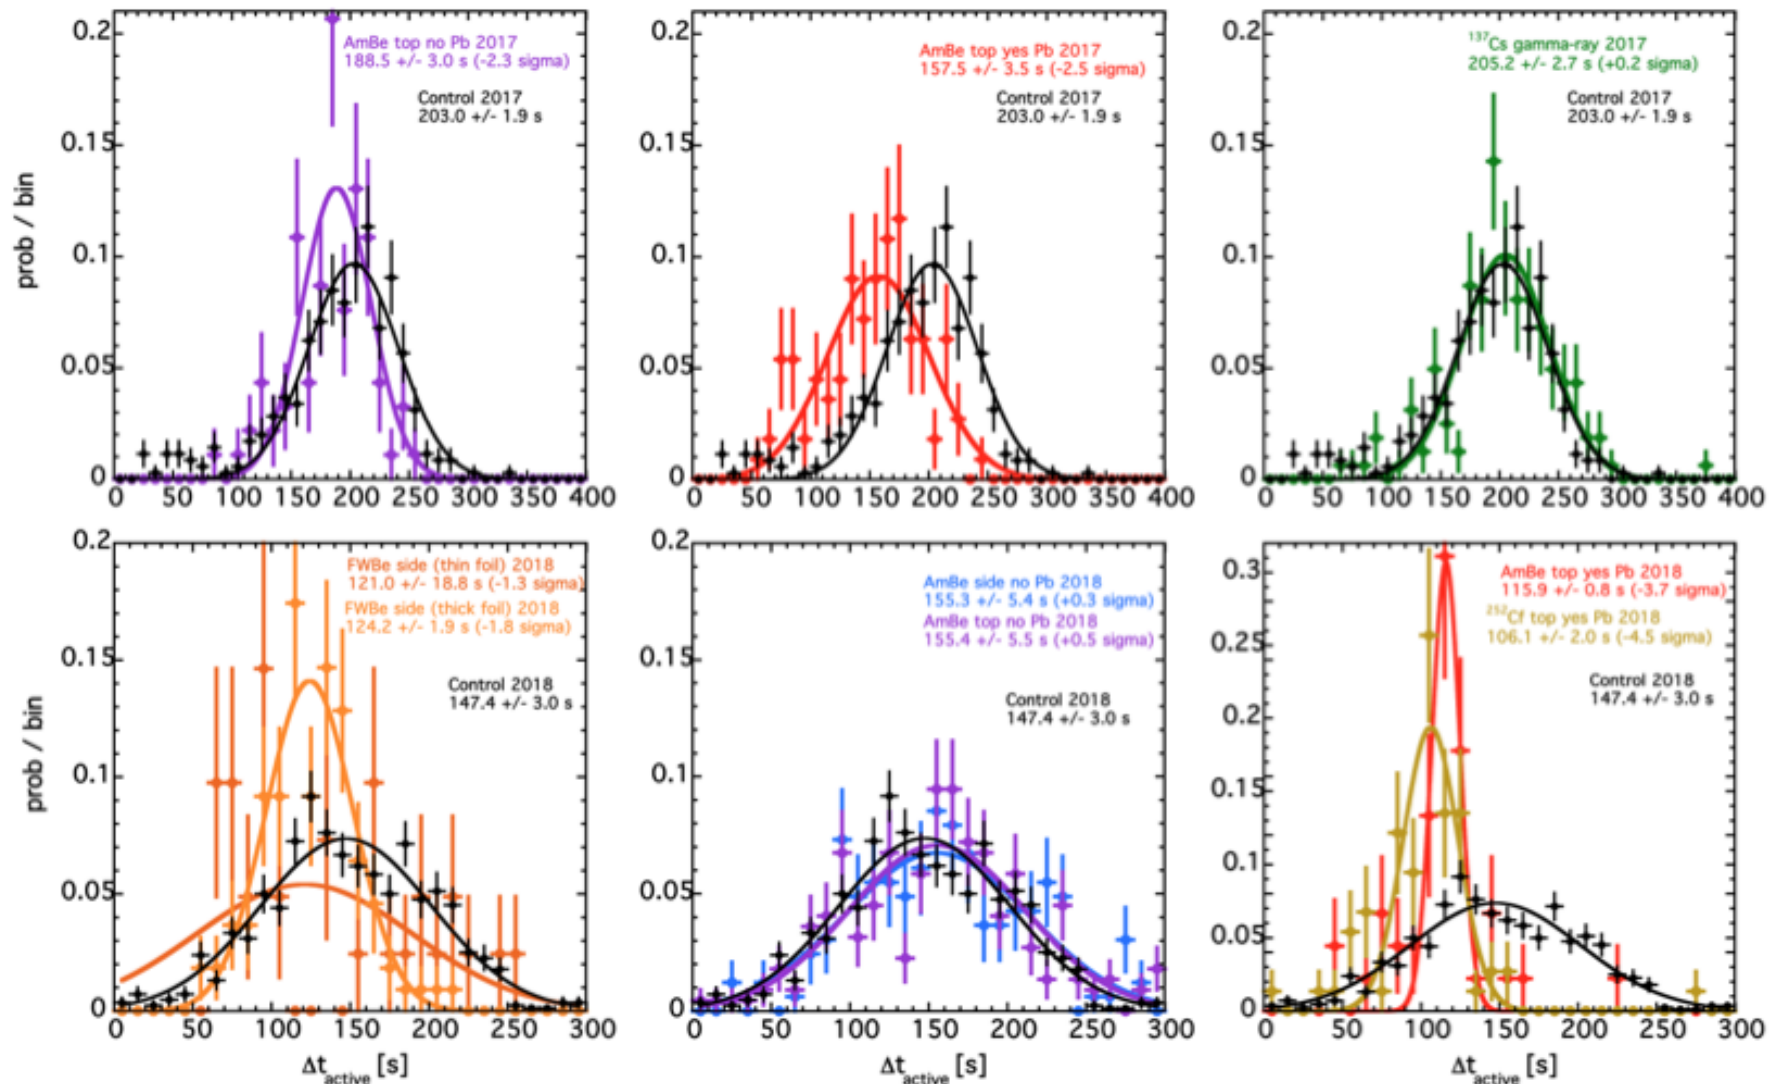 0.2
0.15
0.1
0.05
0
prob / bin
AmBe top no Pb 2017
188.5 +/- 3.0 s (-2.3 sigma)
Control 2017
203.0 +/- 1.9 s
0 50 100 150 200 250 300 350 400
0.2
0.15
0.1
0.05
0
AmBe top yes Pb 2017
157.5 +/- 3.5 s (-2.5 sigma)
Control 2017
203.0 +/- 1.9 s
0 50 100 150 200 250 300 350 400
0.2
0.15
0.1
0.05
0
¹³⁷Cs gamma-ray 2017
205.2 +/- 2.7 s (+0.2 sigma)
Control 2017
203.0 +/- 1.9 s
0 50 100 150 200 250 300 350 400
0.2
0.15
0.1
0.05
0
prob / bin
FWBe side (thin foil) 2018
121.0 +/- 18.8 s (-1.3 sigma)
FWBe side (thick foil) 2018
124.2 +/- 1.9 s (-1.8 sigma)
Control 2018
147.4 +/- 3.0 s
0 50 100 150 200 250 300
Δt_active [s]
0.2
0.15
0.1
0.05
0
AmBe side no Pb 2018
155.3 +/- 5.4 s (+0.3 sigma)
AmBe top no Pb 2018
155.4 +/- 5.5 s (+0.5 sigma)
Control 2018
147.4 +/- 3.0 s
0 50 100 150 200 250 300
Δt_active [s]
0.3
0.25
0.2
0.15
0.1
0.05
0
AmBe top yes Pb 2018
115.9 +/- 0.8 s (-3.7 sigma)
²⁵²Cf top yes Pb 2018
106.1 +/- 2.0 s (-4.5 sigma)
Control 2018
147.4 +/- 3.0 s
0 50 100 150 200 250 300
Δt_active [s]